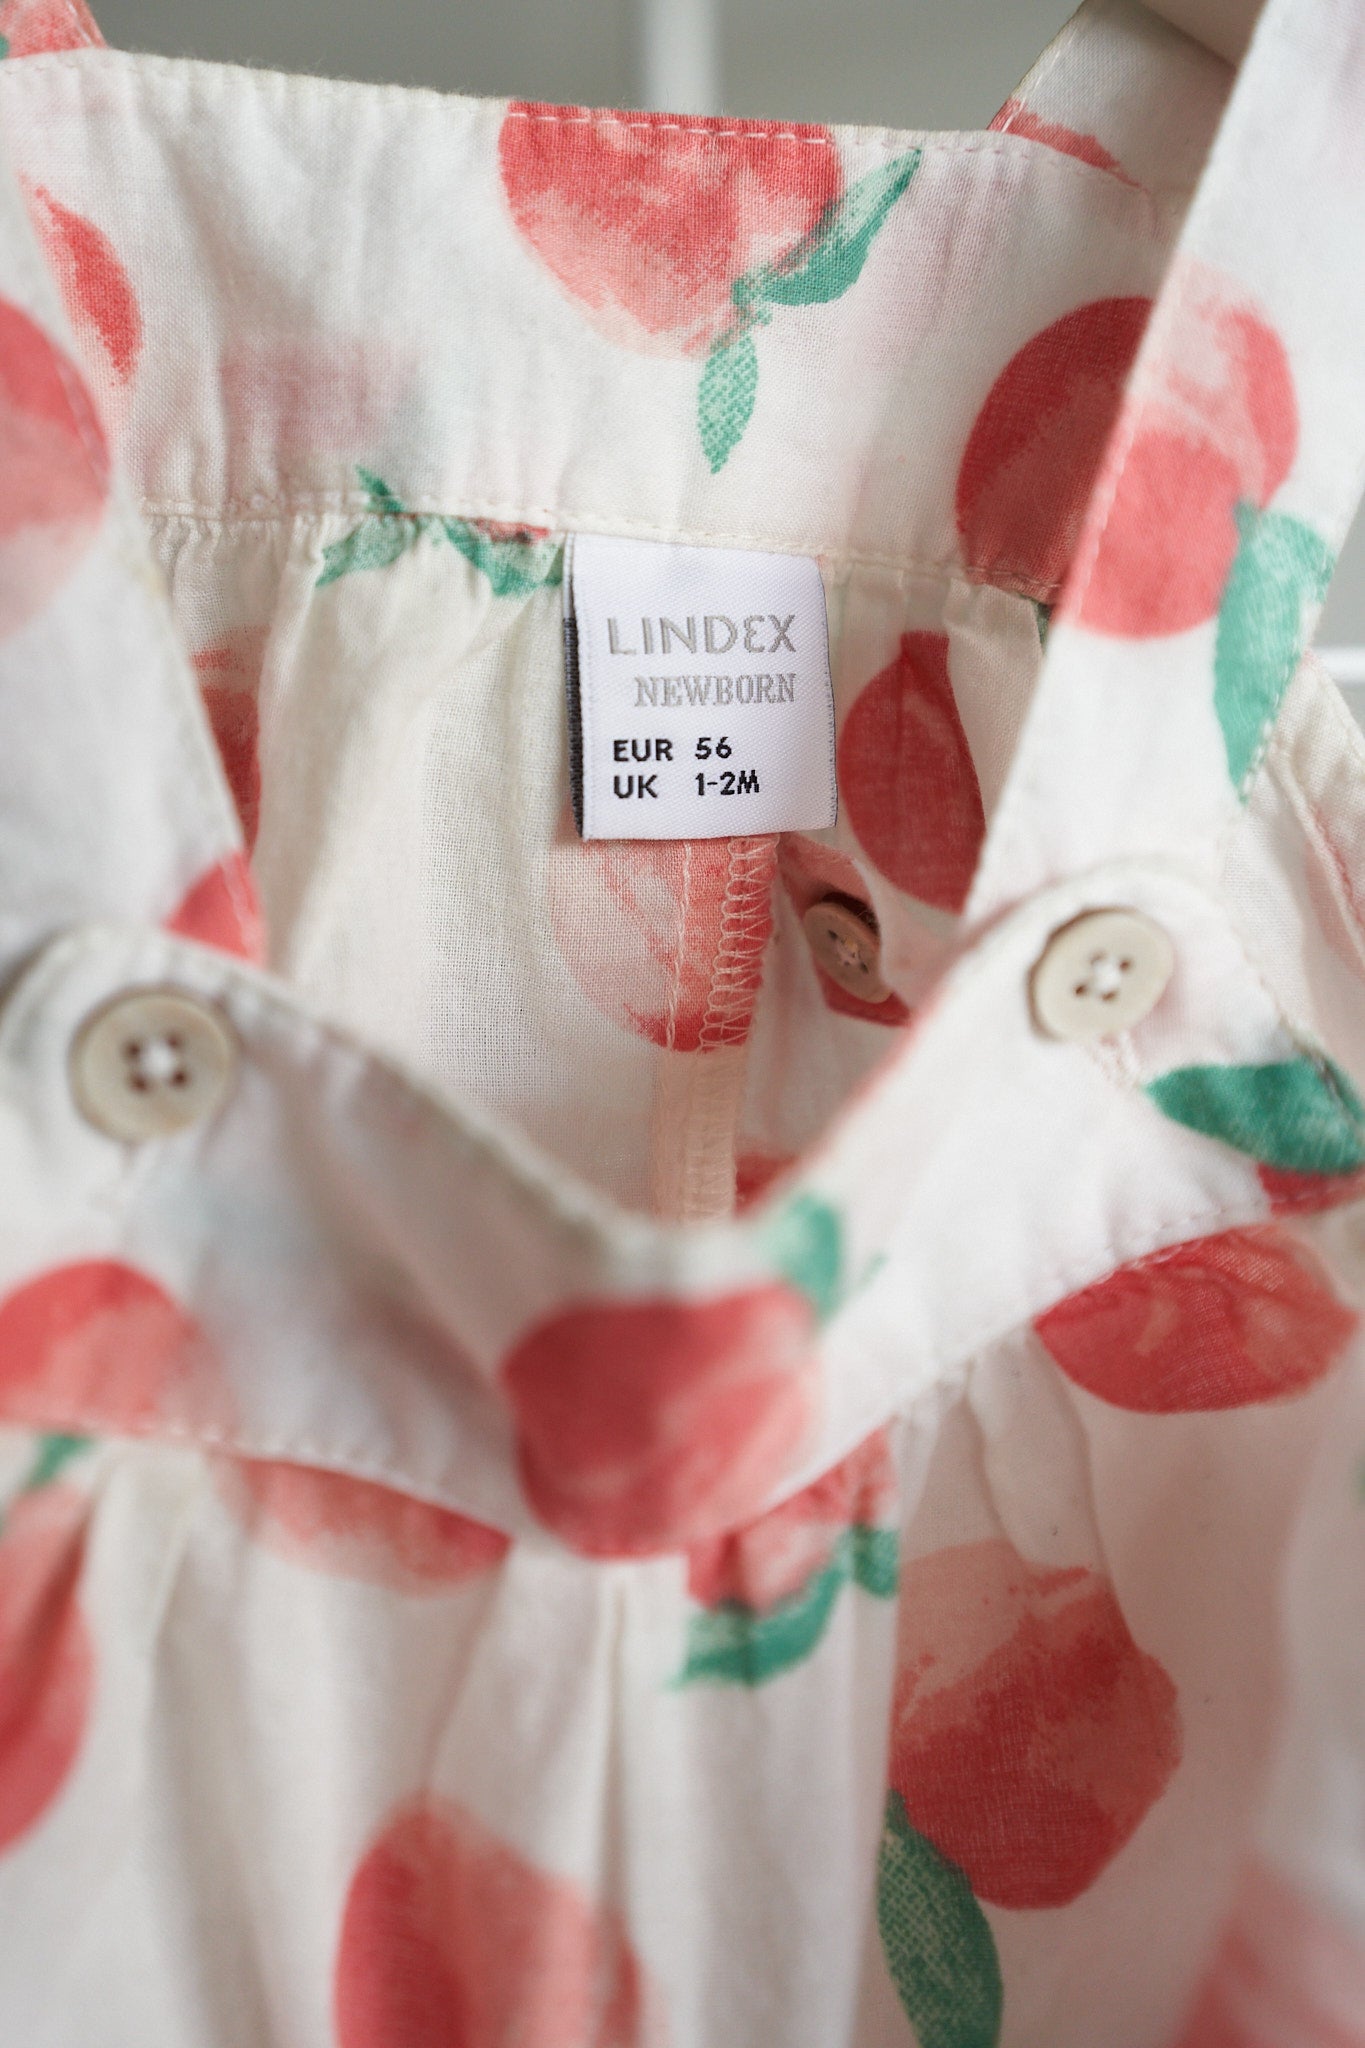 LINDEX
NEWBORN
EUR 56
UK 1-2M